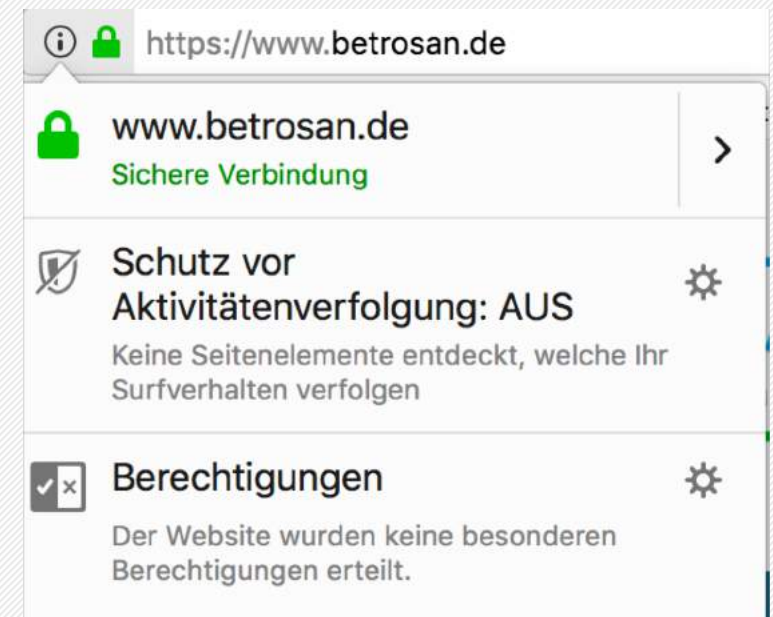 https://www.betrosan.de
www.betrosan.de
Sichere Verbindung
Schutz vor
Aktivitätenverfolgung: AUS
Keine Seitenelemente entdeckt, welche Ihr
Surfverhalten verfolgen
Berechtigungen
Der Website wurden keine besonderen
Berechtigungen erteilt.